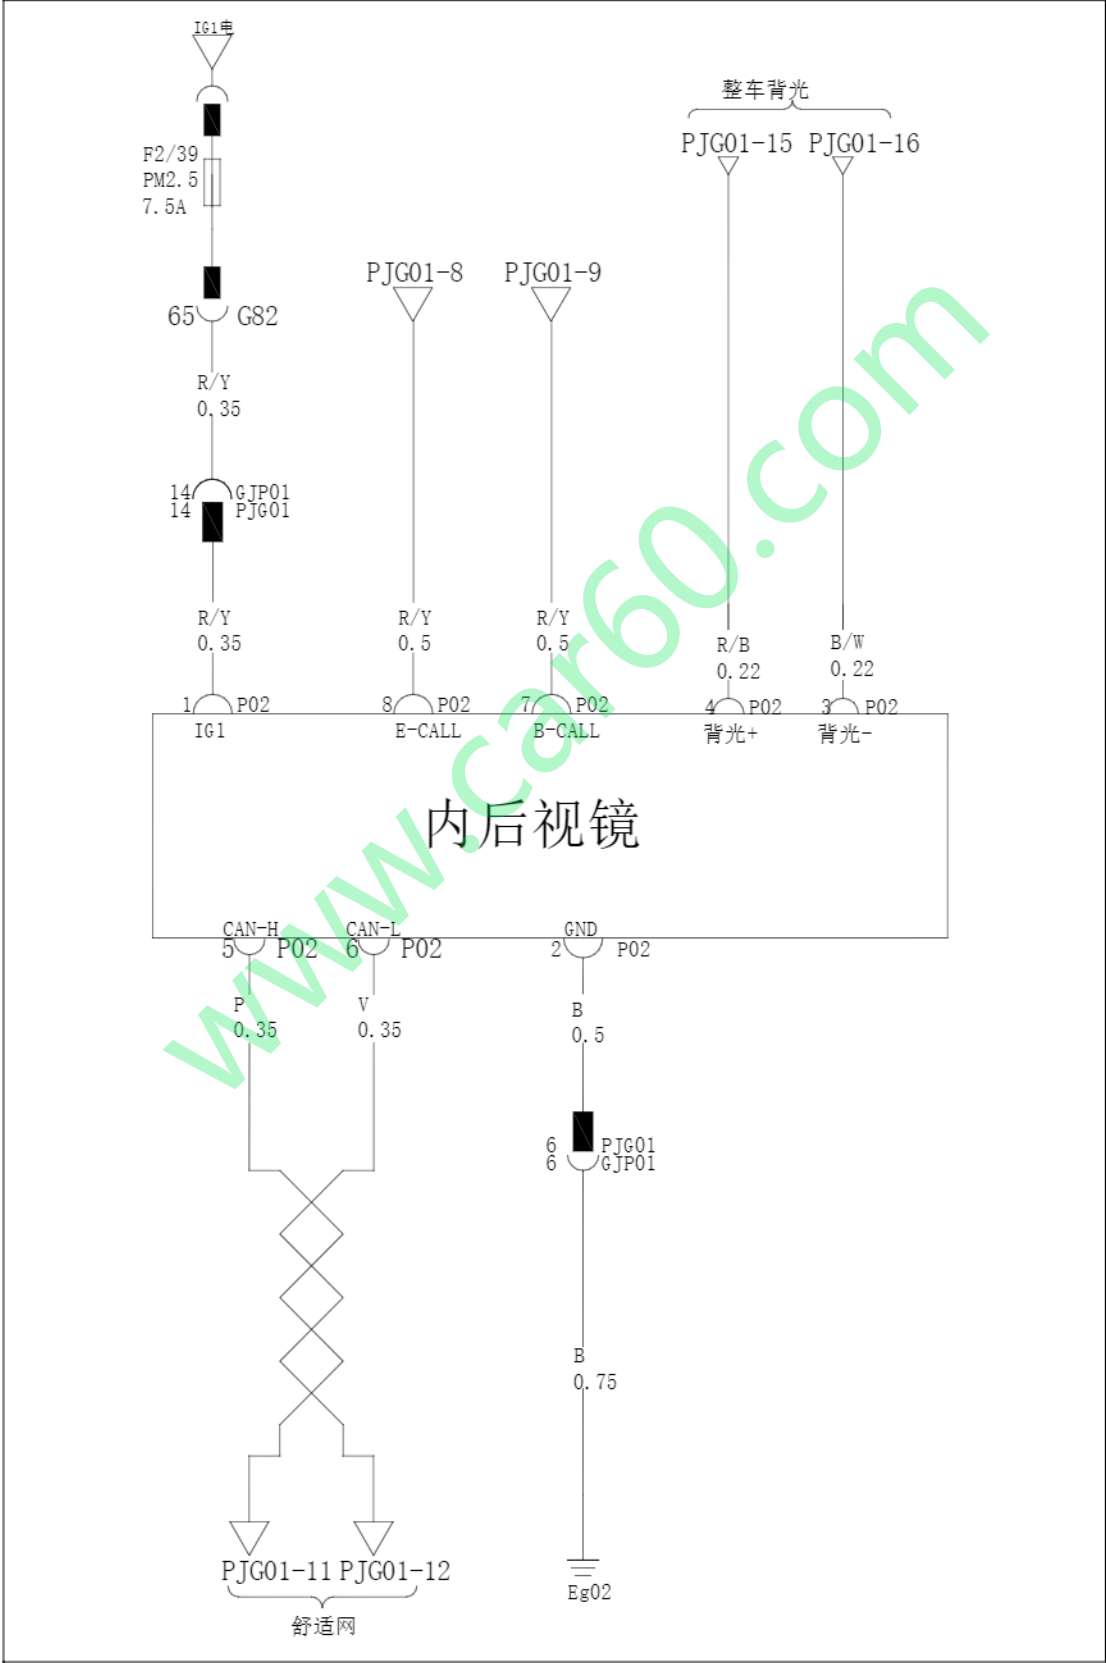 IG1电
整车背光
PJG01-15 PJG01-16
F2/39
PM2.5
7.5A
PJG01-8 PJG01-9
65 G82
R/Y
0.35
14 GJP01
14 PJG01
R/Y
0.35
R/Y
0.5
R/Y
0.5
R/B
0.22
B/W
0.22
1 P02 8 P02 7 P02 4 P02 3 P02
IG1 E-CALL B-CALL 背光+ 背光-
内后视镜
CAN-H CAN-L GND
5 P02 6 P02 2 P02
P
0.35
V
0.35
B
0.5
6 PJG01
6 GJP01
B
0.75
PJG01-11 PJG01-12
舒适网
Eg02
www.car60.com